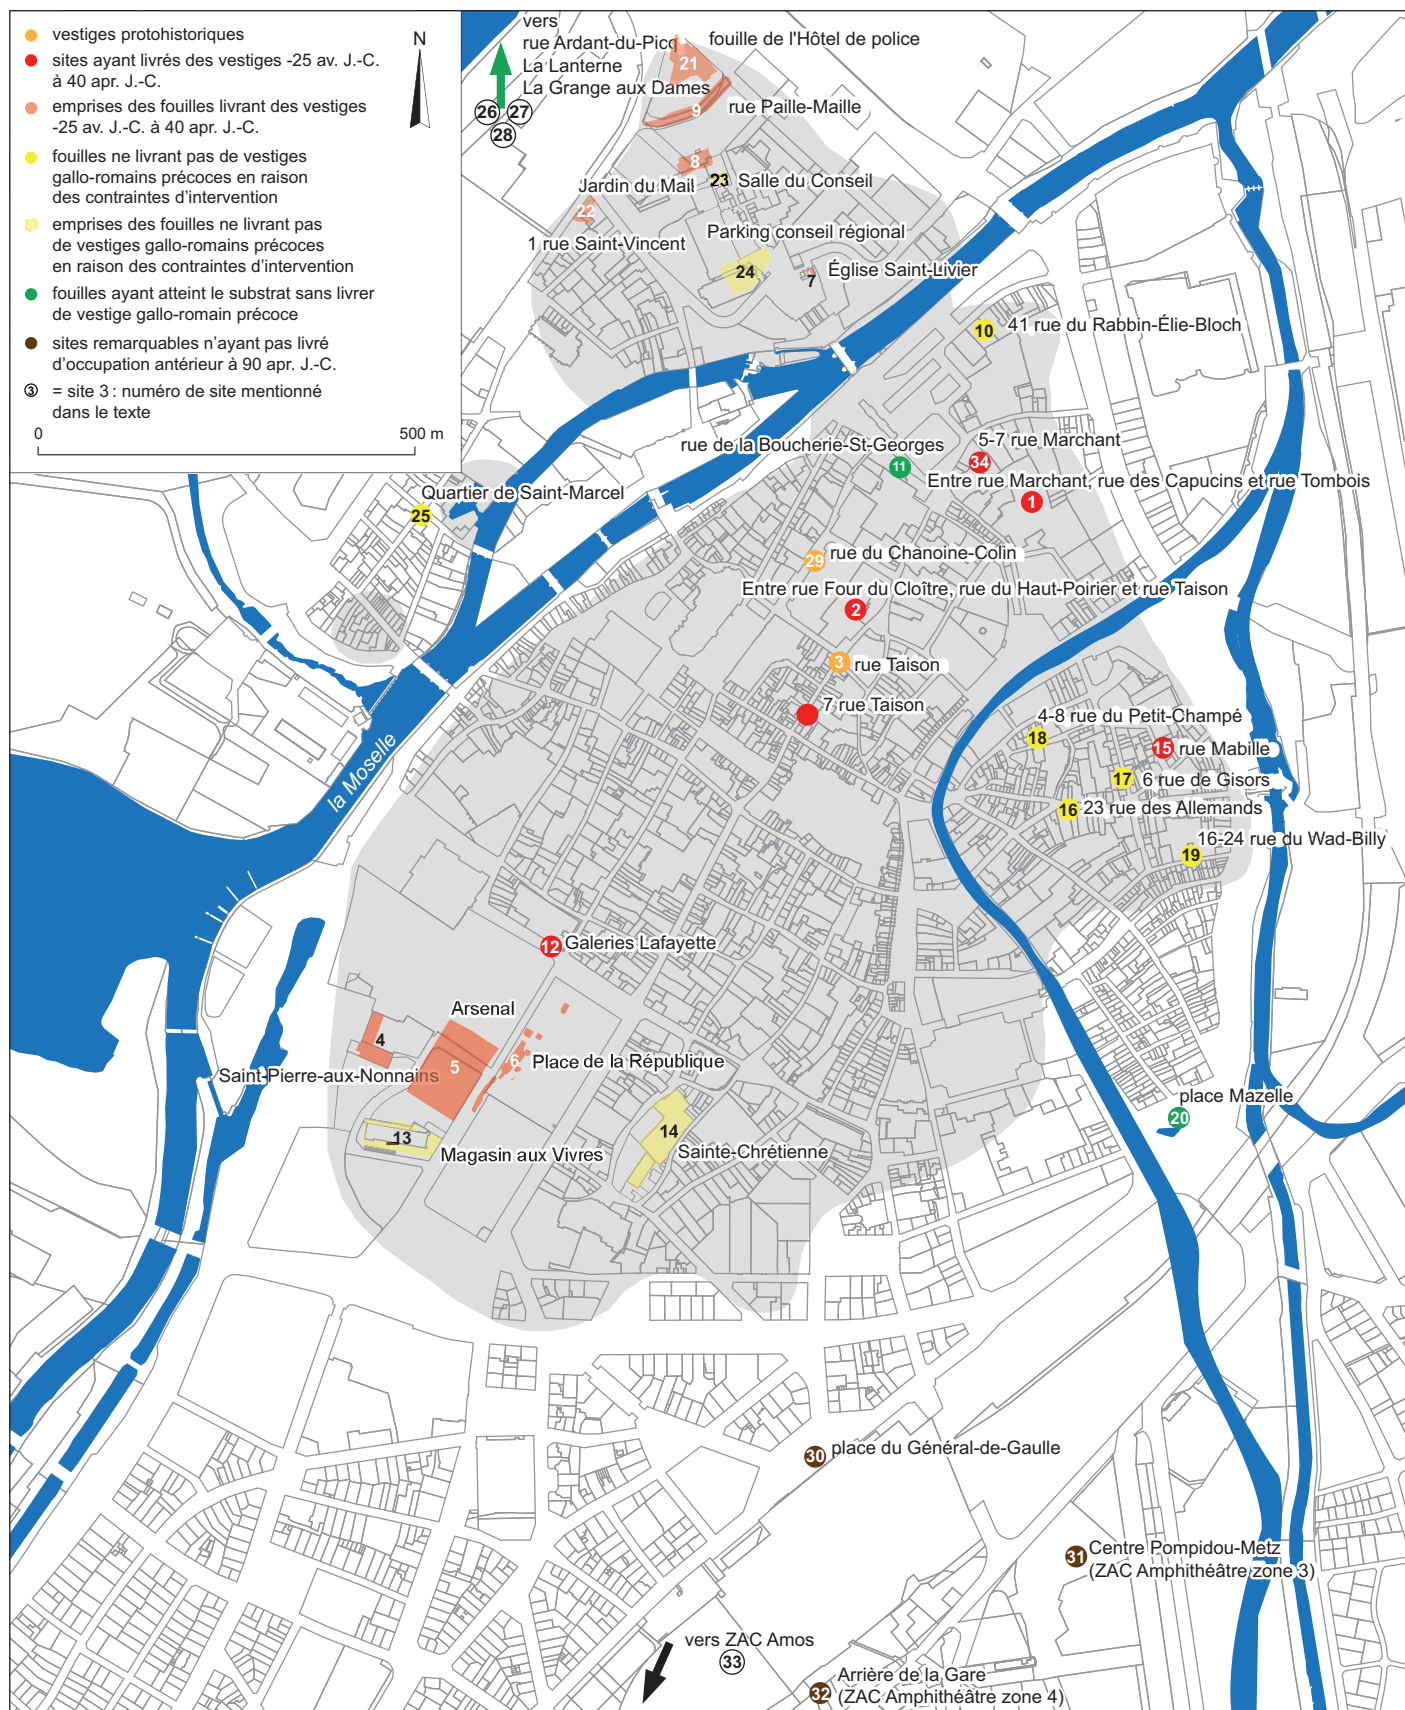 vestiges protohistoriques
sites ayant livrés des vestiges -25 av. J.-C.
à 40 apr. J.-C.
emprises des fouilles livrant des vestiges
-25 av. J.-C. à 40 apr. J.-C.
fouilles ne livrant pas de vestiges
gallo-romains précoces en raison
des contraintes d'intervention
emprises des fouilles ne livrant pas
de vestiges gallo-romains précoces
en raison des contraintes d'intervention
fouilles ayant atteint le substrat sans livrer
de vestige gallo-romain précoce
sites remarquables n'ayant pas livré
d'occupation antérieur à 90 apr. J.-C.
3 = site 3 : numéro de site mentionné
dans le texte
0 500 m
N
vers
rue Ardant-du-Picq
La Lanterne
La Grange aux Dames
26 27
28
fouille de l'Hôtel de police
21
9 rue Paille-Maille
8
Jardin du Mail
23 Salle du Conseil
22
1 rue Saint-Vincent
Parking conseil régional
24
7 Église Saint-Livier
10 41 rue du Rabbin-Élie-Bloch
rue de la Boucherie-St-Georges
11
5-7 rue Marchant
34
Entre rue Marchant, rue des Capucins et rue Tombois
1
Quartier de Saint-Marcel
25
29 rue du Chanoine-Colin
Entre rue Four du Cloître, rue du Haut-Poirier et rue Taison
2
3 rue Taison
7 rue Taison
la Moselle
4-8 rue du Petit-Champé
18
15 rue Mabille
17 6 rue de Gisors
16 23 rue des Allemands
16-24 rue du Wad-Billy
19
12 Galeries Lafayette
Arsenal
4
5
6 Place de la République
Saint-Pierre-aux-Nonnains
13
Magasin aux Vivres
14
Sainte-Chrétienne
place Mazelle
20
30 place du Général-de-Gaulle
31 Centre Pompidou-Metz
(ZAC Amphithéâtre zone 3)
vers ZAC Amos
33
32 Arrière de la Gare
(ZAC Amphithéâtre zone 4)